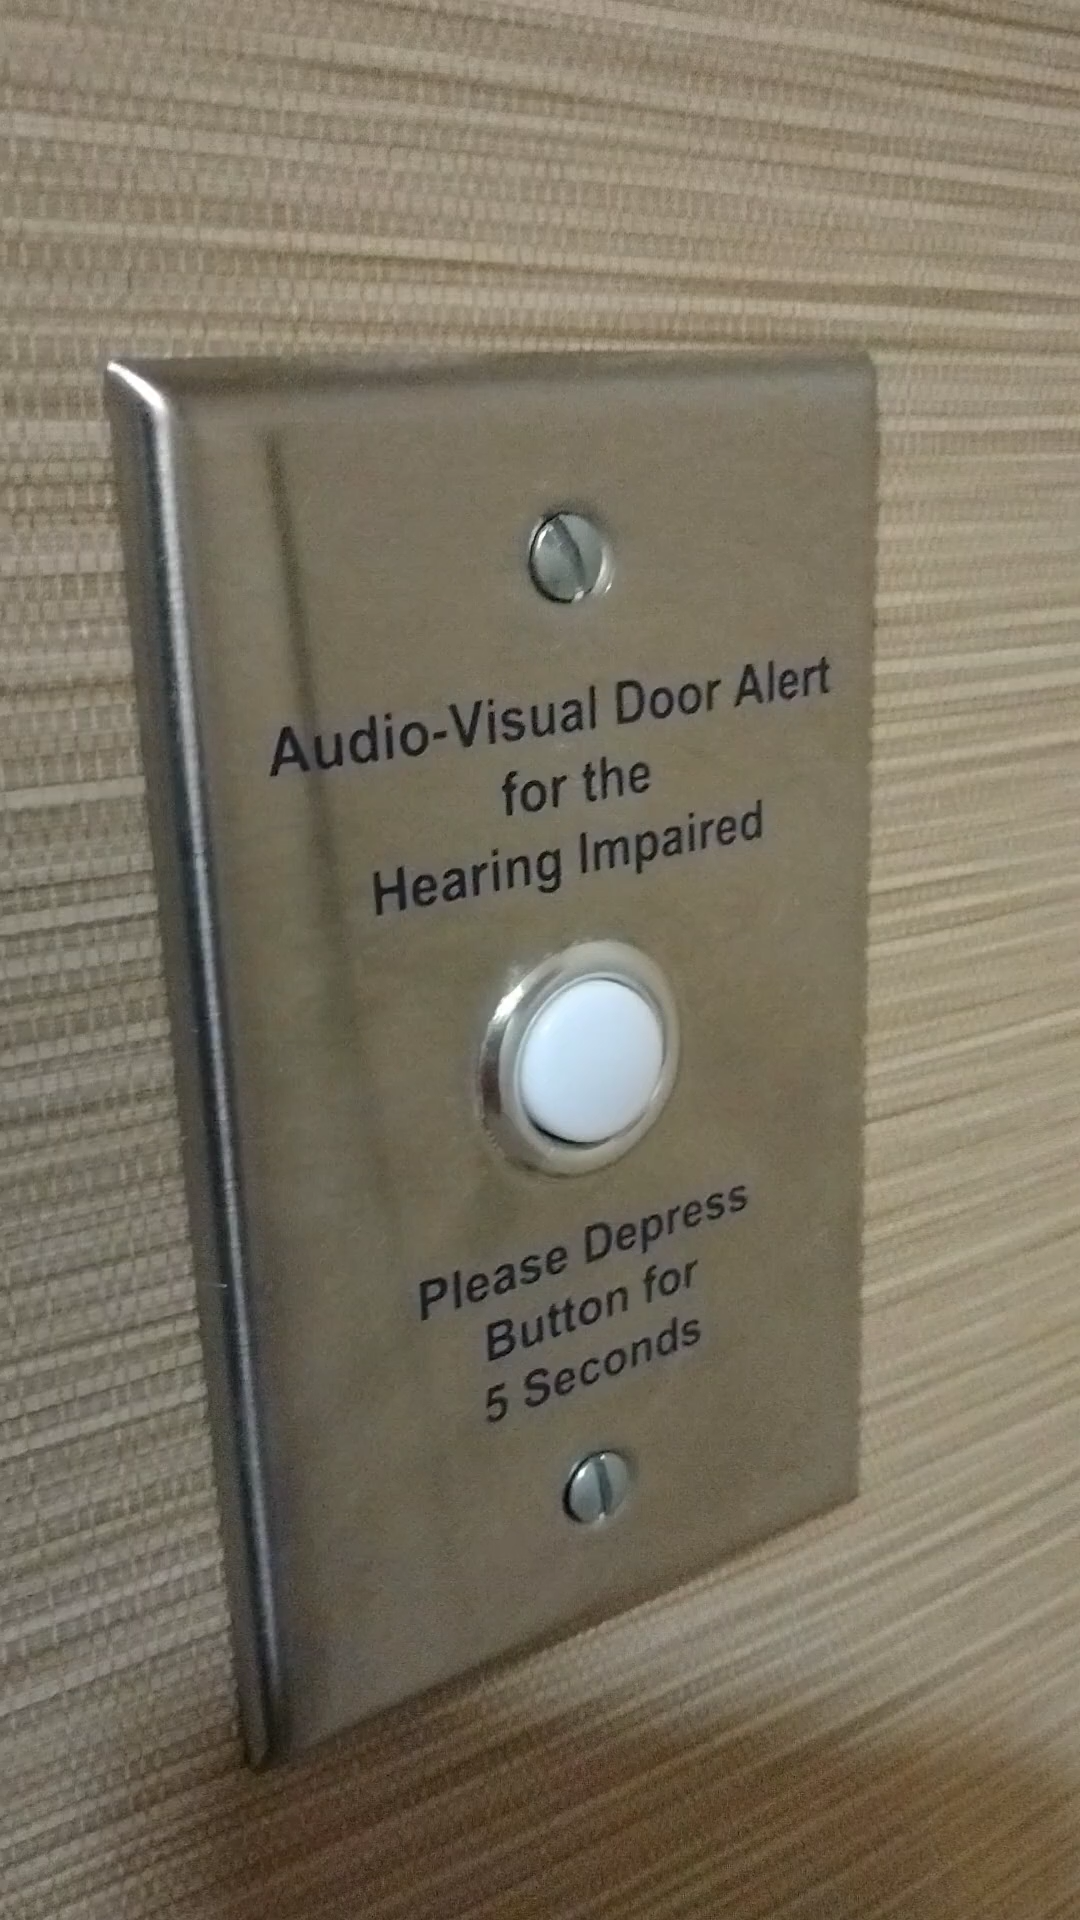 Audio-Visual Door Alert
for the
Hearing Impaired
Please Depress
Button for
5 Seconds